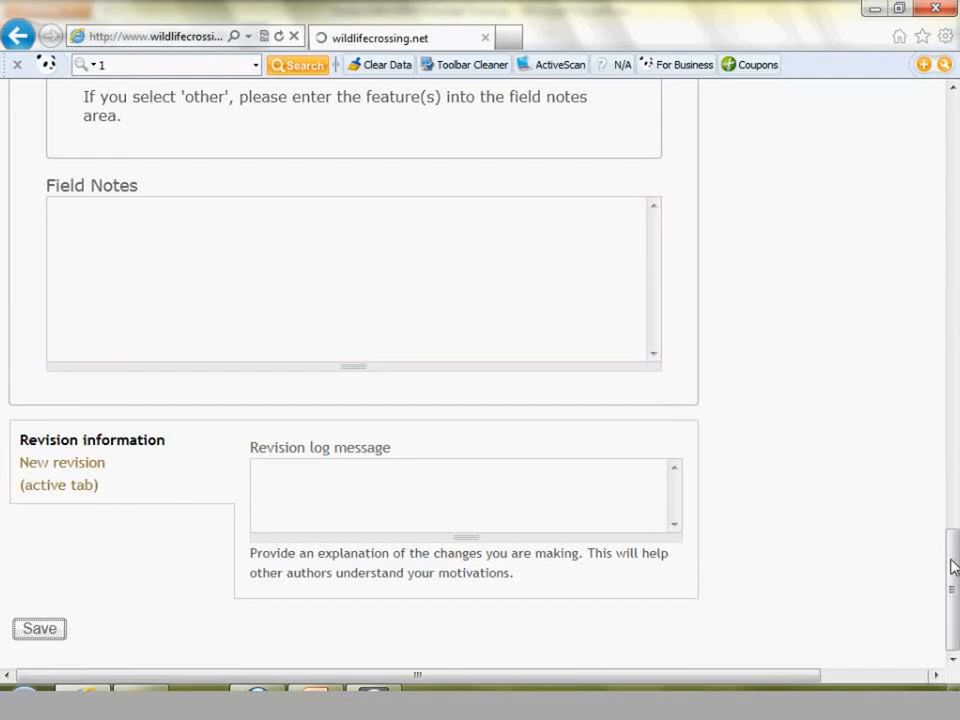 http://www.wildlifecrossi...
wildlifecrossing.net
1
Search
Clear Data
Toolbar Cleaner
ActiveScan
N/A
For Business
Coupons
If you select 'other', please enter the feature(s) into the field notes
area.
Field Notes
Revision information
New revision
(active tab)
Revision log message
Provide an explanation of the changes you are making. This will help
other authors understand your motivations.
Save